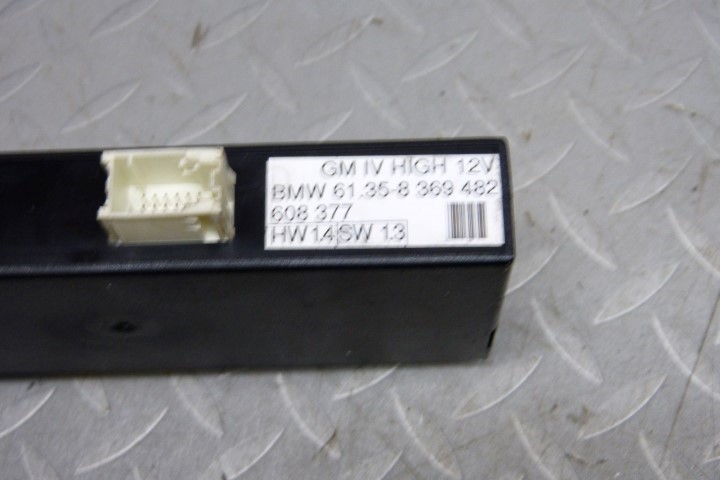 GM IV HIGH 12V
BMW 61.35-8 369 482
608 377
HW 1.4 SW 1.3